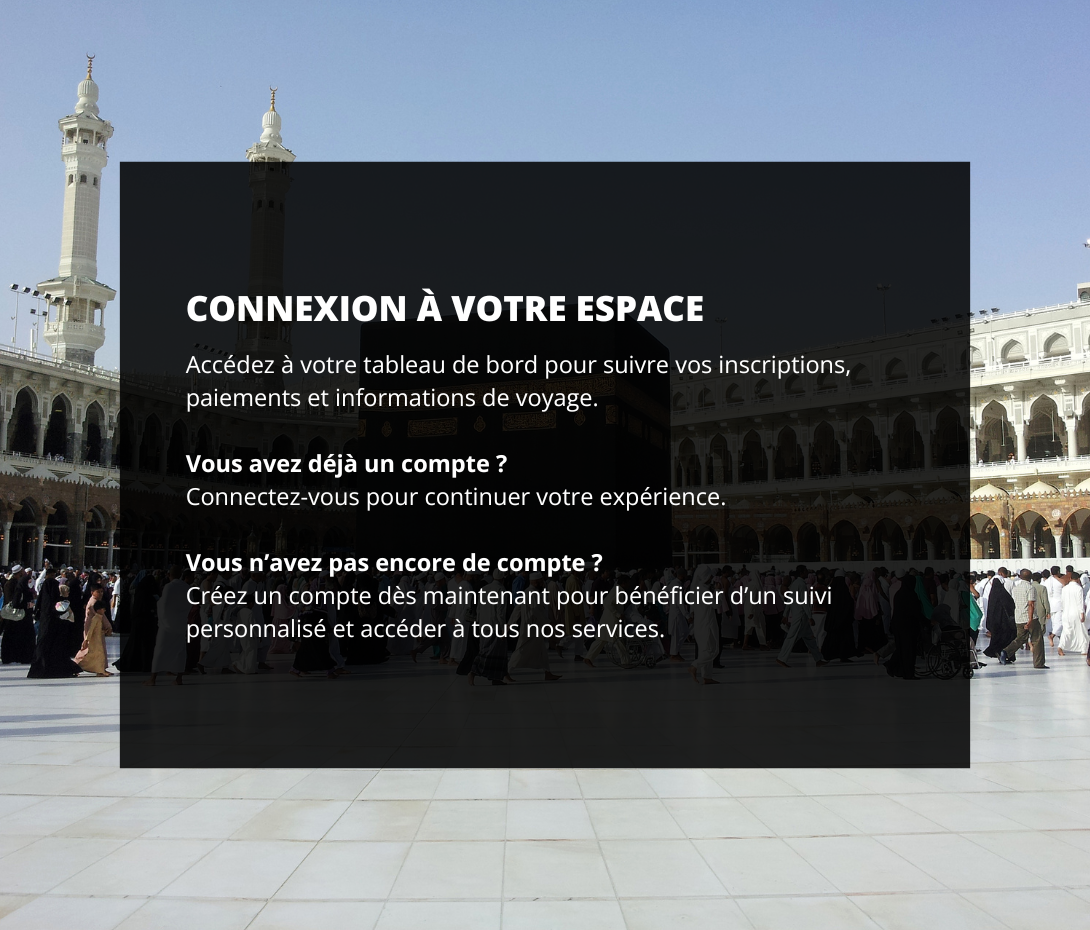 CONNEXION À VOTRE ESPACE
Accédez à votre tableau de bord pour suivre vos inscriptions,
paiements et informations de voyage.
Vous avez déjà un compte ?
Connectez-vous pour continuer votre expérience.
Vous n’avez pas encore de compte ?
Créez un compte dès maintenant pour bénéficier d’un suivi
personnalisé et accéder à tous nos services.